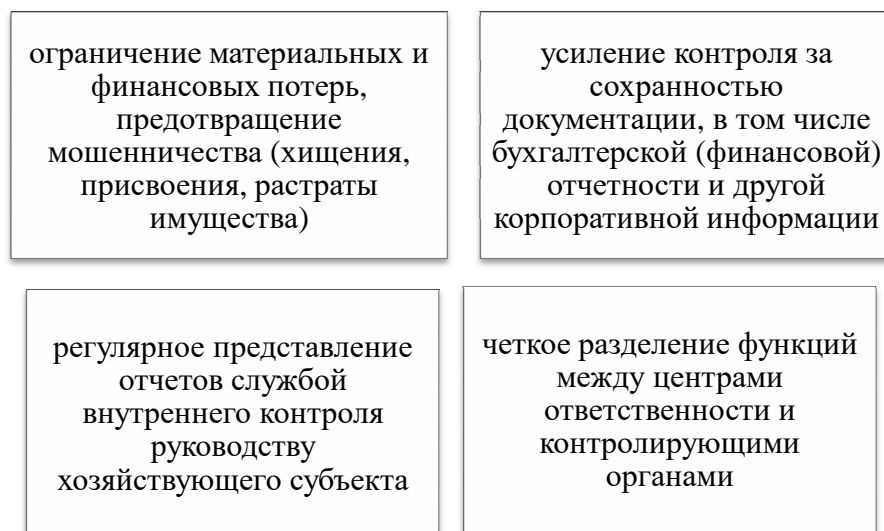 ограничение материальных и
финансовых потерь,
предотвращение
мошенничества (хищения,
присвоения, растраты
имущества)
усиление контроля за
сохранностью
документации, в том числе
бухгалтерской (финансовой)
отчетности и другой
корпоративной информации
регулярное представление
отчетов службой
внутреннего контроля
руководству
хозяйствующего субъекта
четкое разделение функций
между центрами
ответственности и
контролирующими
органами